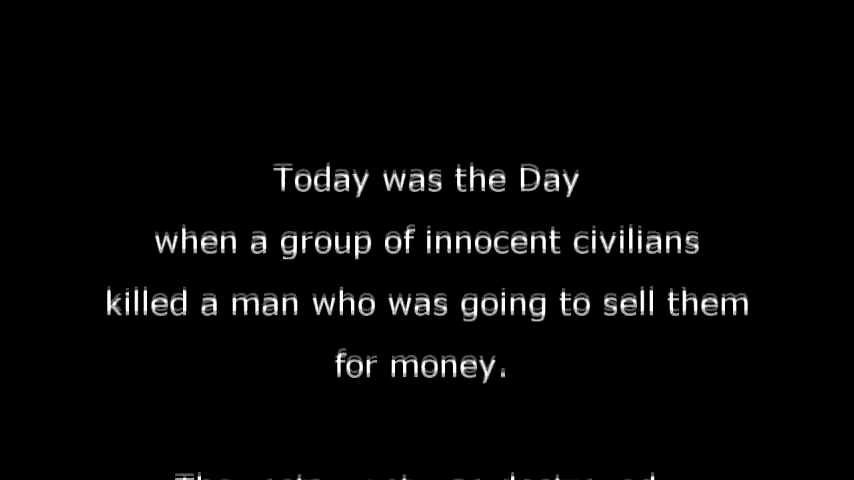 Today was the Day
when a group of innocent civilians
killed a man who was going to sell them
for money.